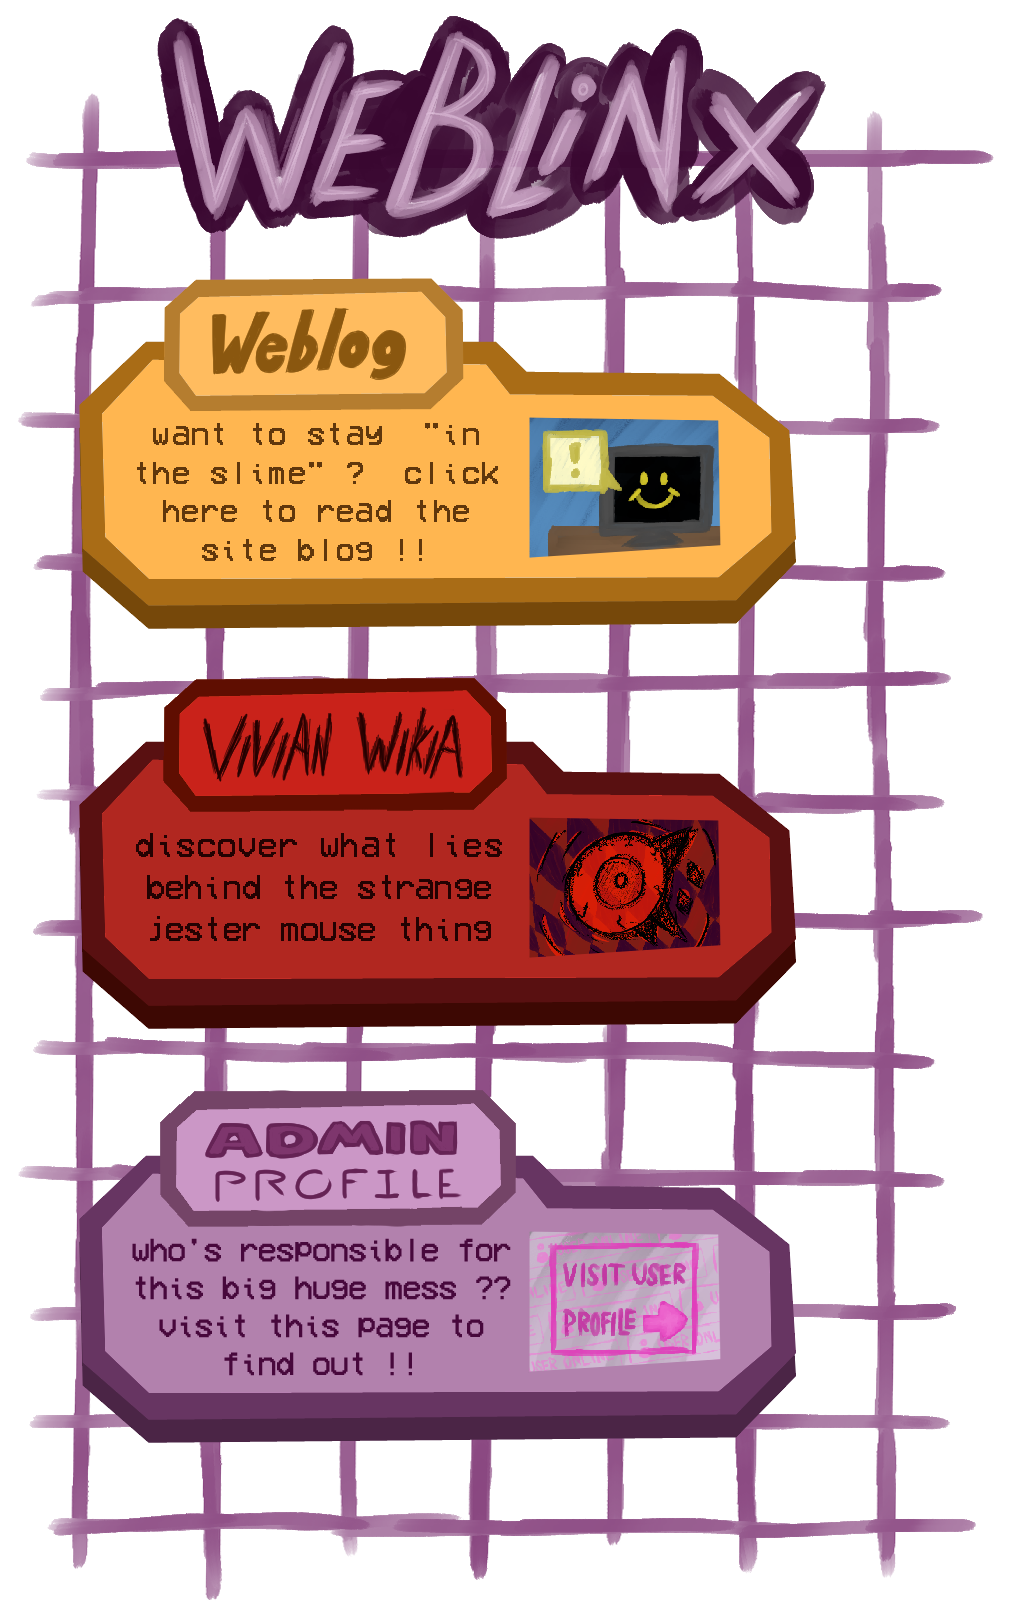 WEBLiNX
Weblog
want to stay "in
the slime" ? click
here to read the
site blog !!
!
VIVIAN WIKIA
discover what lies
behind the strange
jester mouse thing
ADMIN
PROFILE
who's responsible for
this big huge mess ??
visit this page to
find out !!
VISIT USER
PROFILE